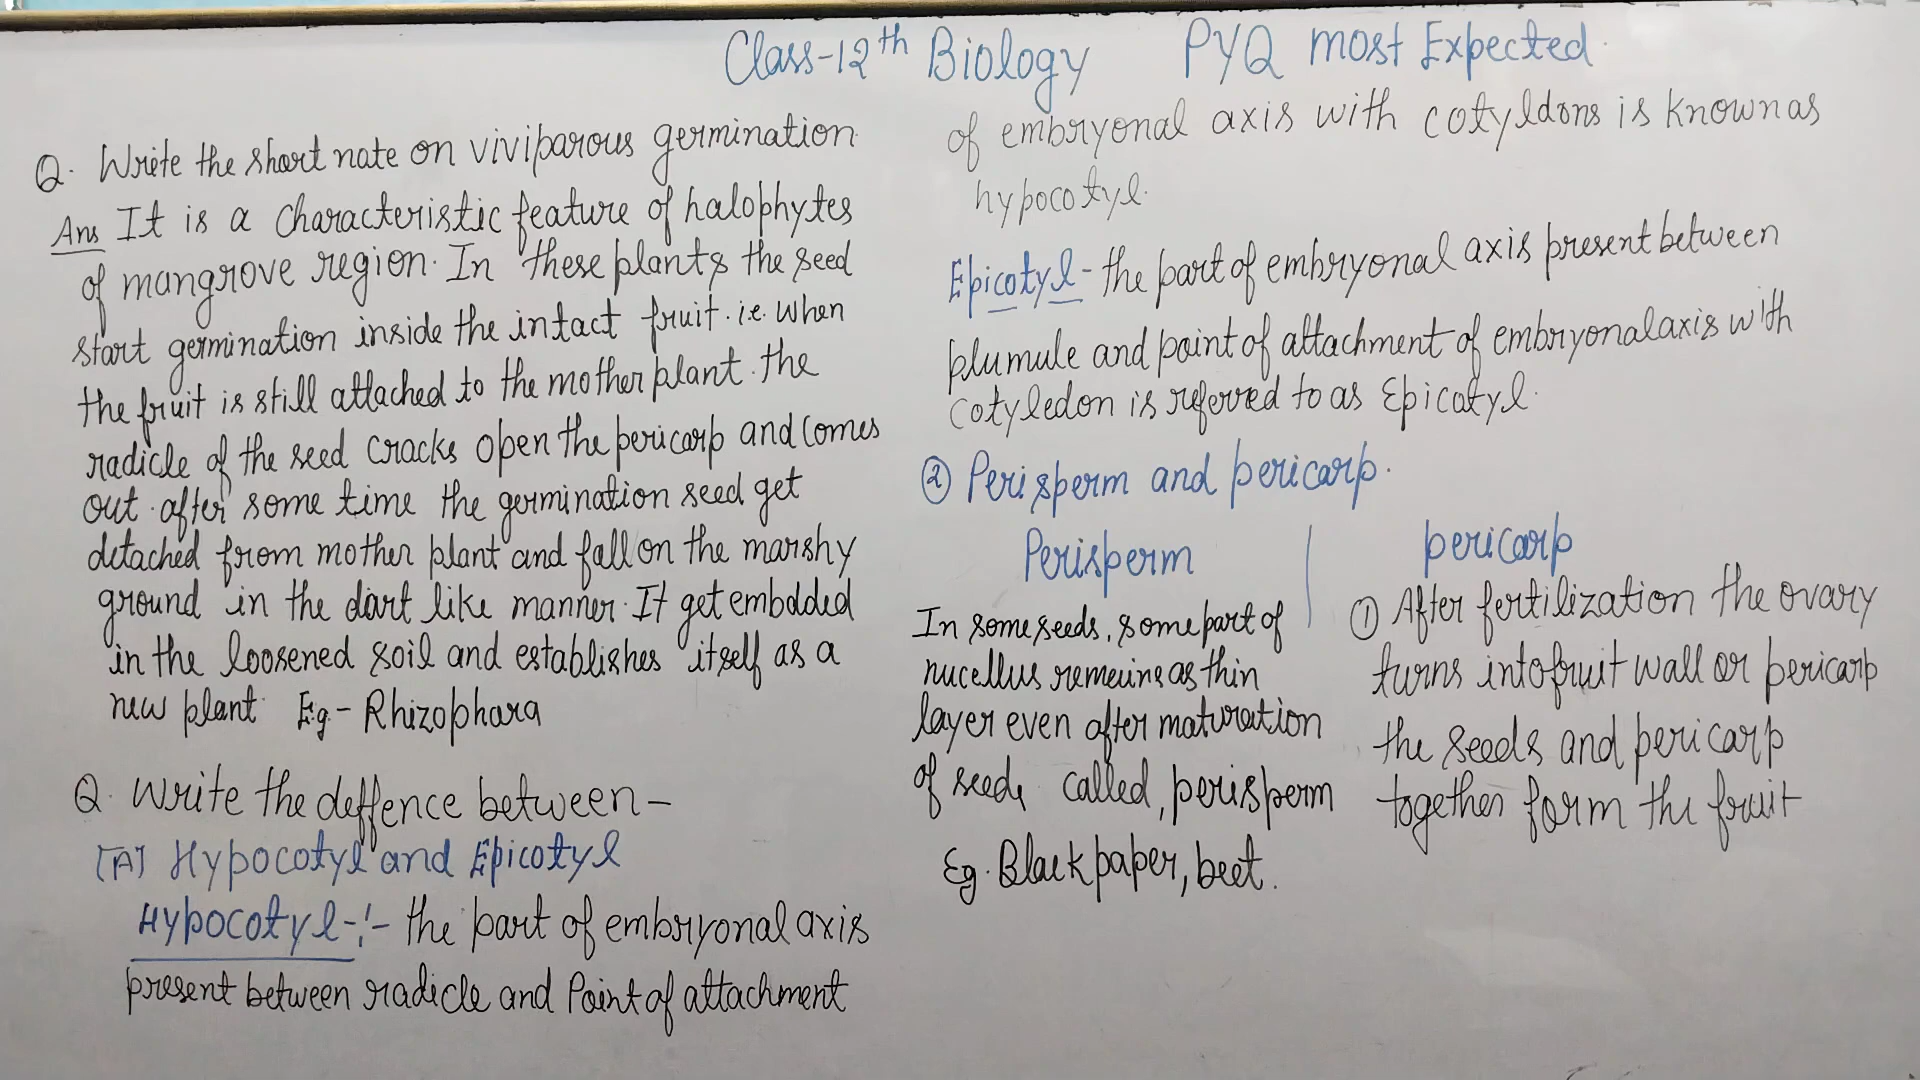 Class-12th Biology PYQ most Expected
Q. Write the short nate on viviparous germination
Ans It is a characteristic feature of halophytes
of mangrove region. In these plants the seed
start germination inside the intact fruit. i.e. when
the fruit is still attached to the mother plant. the
radicle of the seed cracks open the pericarp and comes
out. after some time the germination seed get
detached from mother plant and fall on the marshy
ground in the dart like manner. It get embdded
in the loosened soil and establishes itself as a
new plant Eg- Rhizophara
Q. Write the deffence between-
[A] Hypocotyl and Epicotyl
Hypocotyl-:- the part of embryonal axis
present between radicle and Point of attachment
of embryonal axis with cotyldons is known as
hypocotyl.
Epicotyl- the part of embryonal axis present between
plumule and point of attachment of embryonal axis with
cotyledon is referred to as Epicotyl.
② Perisperm and pericarp.
Perisperm
In some seeds, some part of
nucellus remeins as thin
layer even after maturation
of seeds called, perisperm
Eg. Black paper, beet.
pericarp
① After fertilization the ovary
turns into fruit wall or pericarp
the seeds and pericarp
together form the fruit